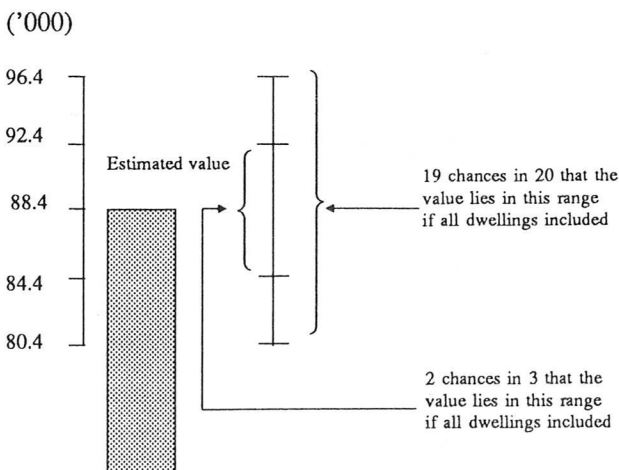 ('000)
96.4
92.4
Estimated value
88.4
84.4
80.4
19 chances in 20 that the
value lies in this range
if all dwellings included
2 chances in 3 that the
value lies in this range
if all dwellings included